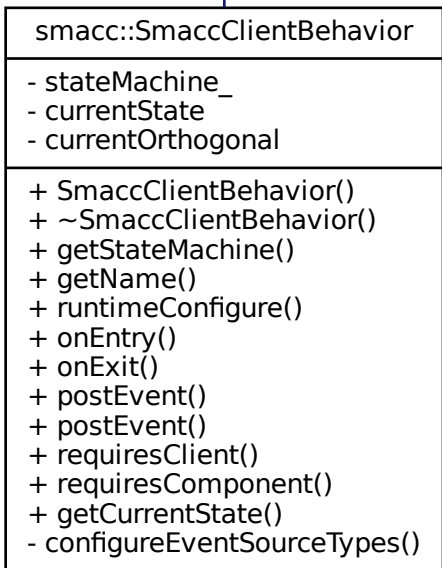 smacc::SmaccClientBehavior
- stateMachine_
- currentState
- currentOrthogonal
+ SmaccClientBehavior()
+ ~SmaccClientBehavior()
+ getStateMachine()
+ getName()
+ runtimeConfigure()
+ onEntry()
+ onExit()
+ postEvent()
+ postEvent()
+ requiresClient()
+ requiresComponent()
+ getCurrentState()
- configureEventSourceTypes()